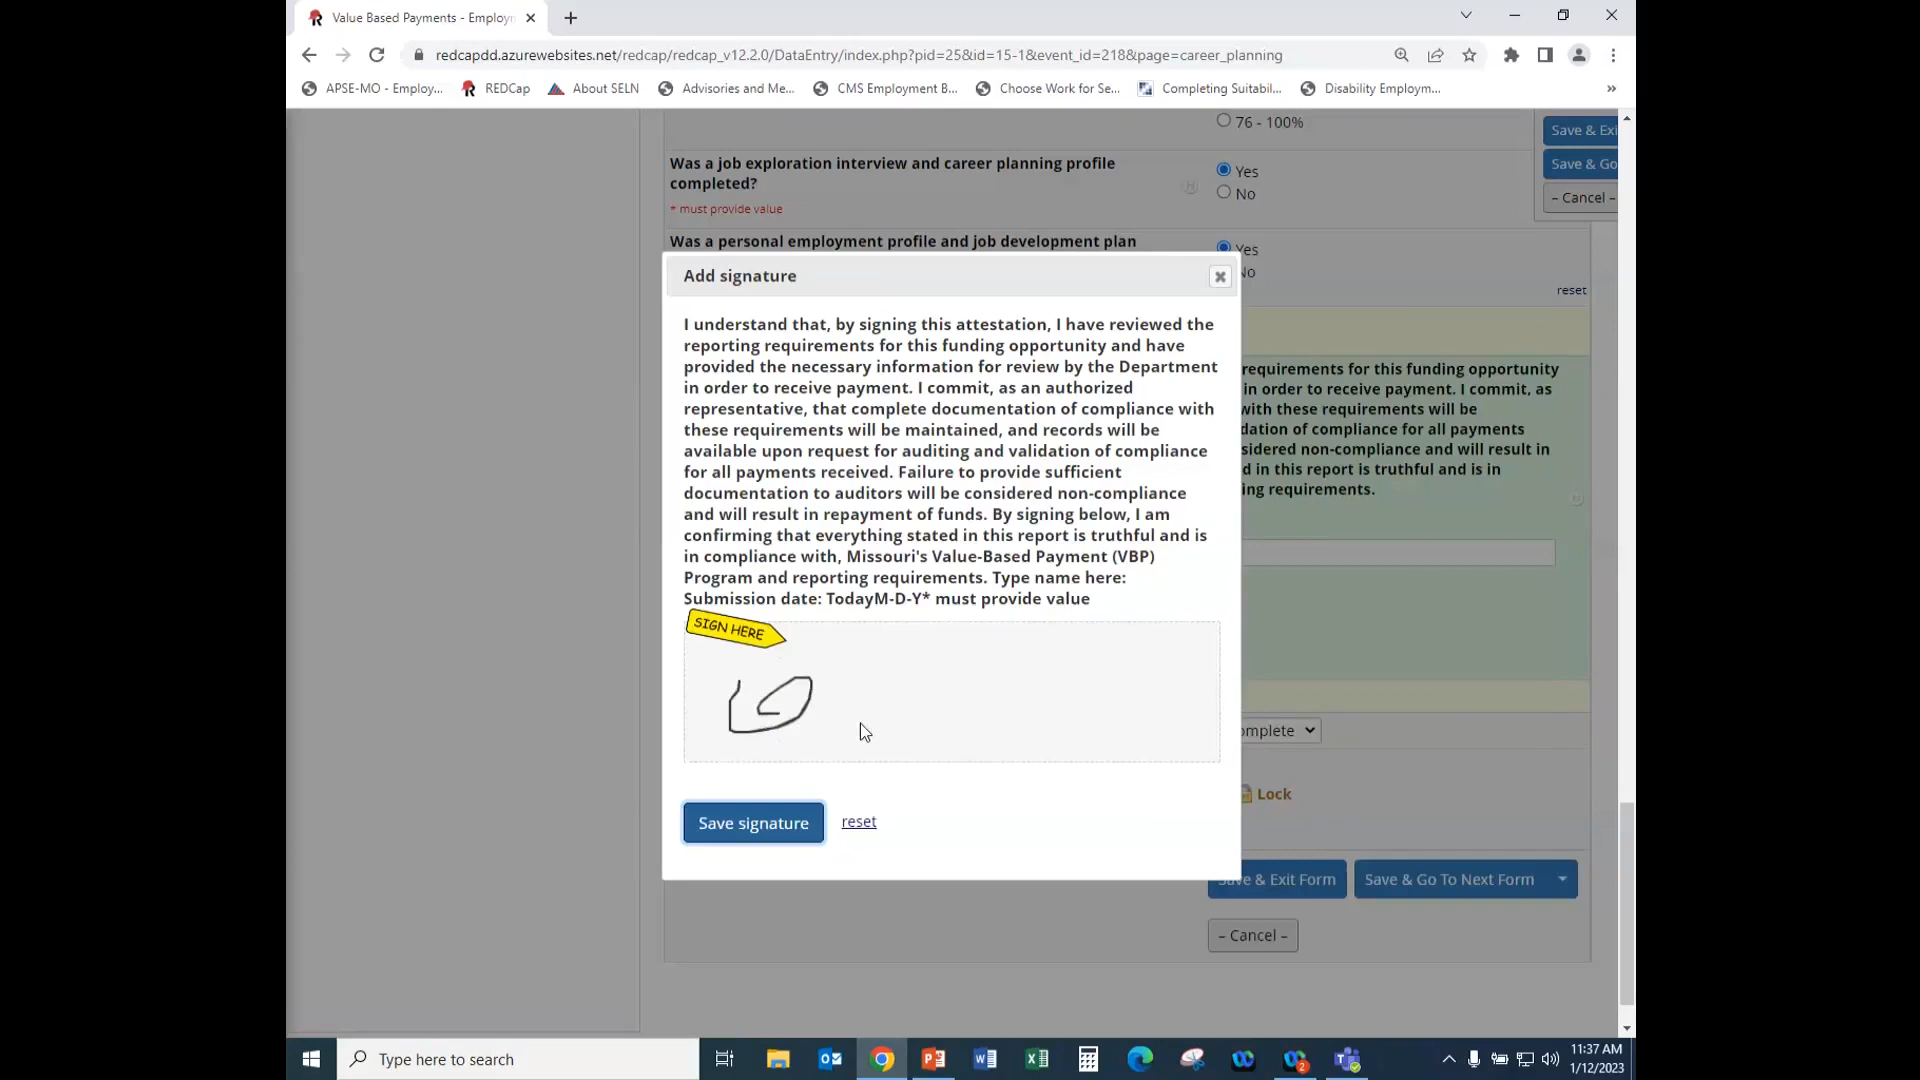 Value Based Payments - Employm
redcapdd.azurewebsites.net/redcap/redcap_v12.2.0/DataEntry/index.php?pid=25&id=15-1&event_id=218&page=career_planning
APSE-MO - Employ...
REDCap
About SELN
Advisories and Me...
CMS Employment B...
Choose Work for Se...
Completing Suitabil...
Disability Employm...
»
76 - 100%
Save & Exi
Was a job exploration interview and career planning profile
completed?
Yes
No
Save & Go
– Cancel –
* must provide value
Was a personal employment profile and job development plan
Yes
No
reset
Add signature
I understand that, by signing this attestation, I have reviewed the
reporting requirements for this funding opportunity and have
provided the necessary information for review by the Department
in order to receive payment. I commit, as an authorized
representative, that complete documentation of compliance with
these requirements will be maintained, and records will be
available upon request for auditing and validation of compliance
for all payments received. Failure to provide sufficient
documentation to auditors will be considered non-compliance
and will result in repayment of funds. By signing below, I am
confirming that everything stated in this report is truthful and is
in compliance with, Missouri's Value-Based Payment (VBP)
Program and reporting requirements. Type name here:
Submission date: TodayM-D-Y* must provide value
SIGN HERE
Save signature
reset
requirements for this funding opportunity
in order to receive payment. I commit, as
with these requirements will be
dation of compliance for all payments
sidered non-compliance and will result in
d in this report is truthful and is in
ing requirements.
omplete
Lock
Save & Exit Form
Save & Go To Next Form
– Cancel –
Type here to search
2
11:37 AM
1/12/2023